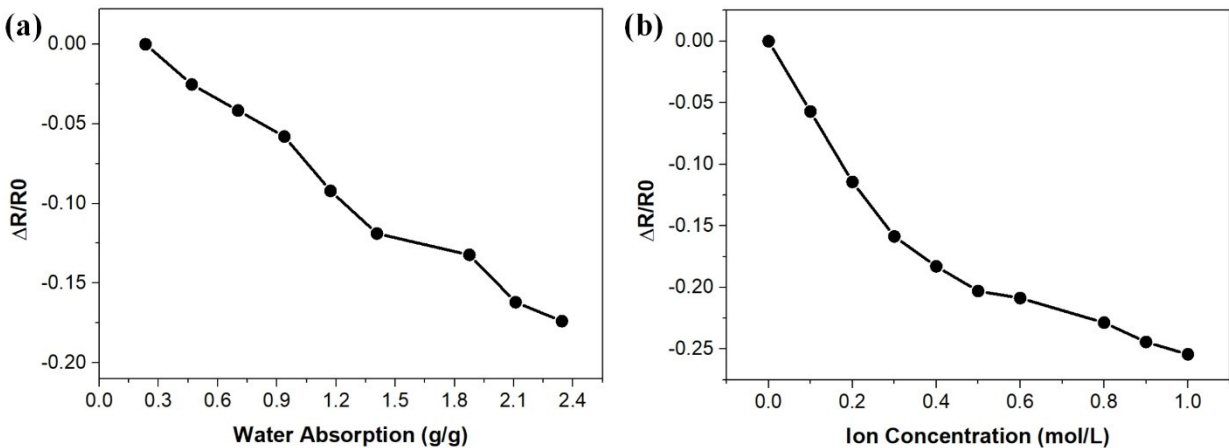 (a)
0.00
-0.05
-0.10
-0.15
-0.20
ΔR/R0
0.0 0.3 0.6 0.9 1.2 1.5 1.8 2.1 2.4
Water Absorption (g/g)
(b)
0.00
-0.05
-0.10
-0.15
-0.20
-0.25
ΔR/R0
0.0 0.2 0.4 0.6 0.8 1.0
Ion Concentration (mol/L)